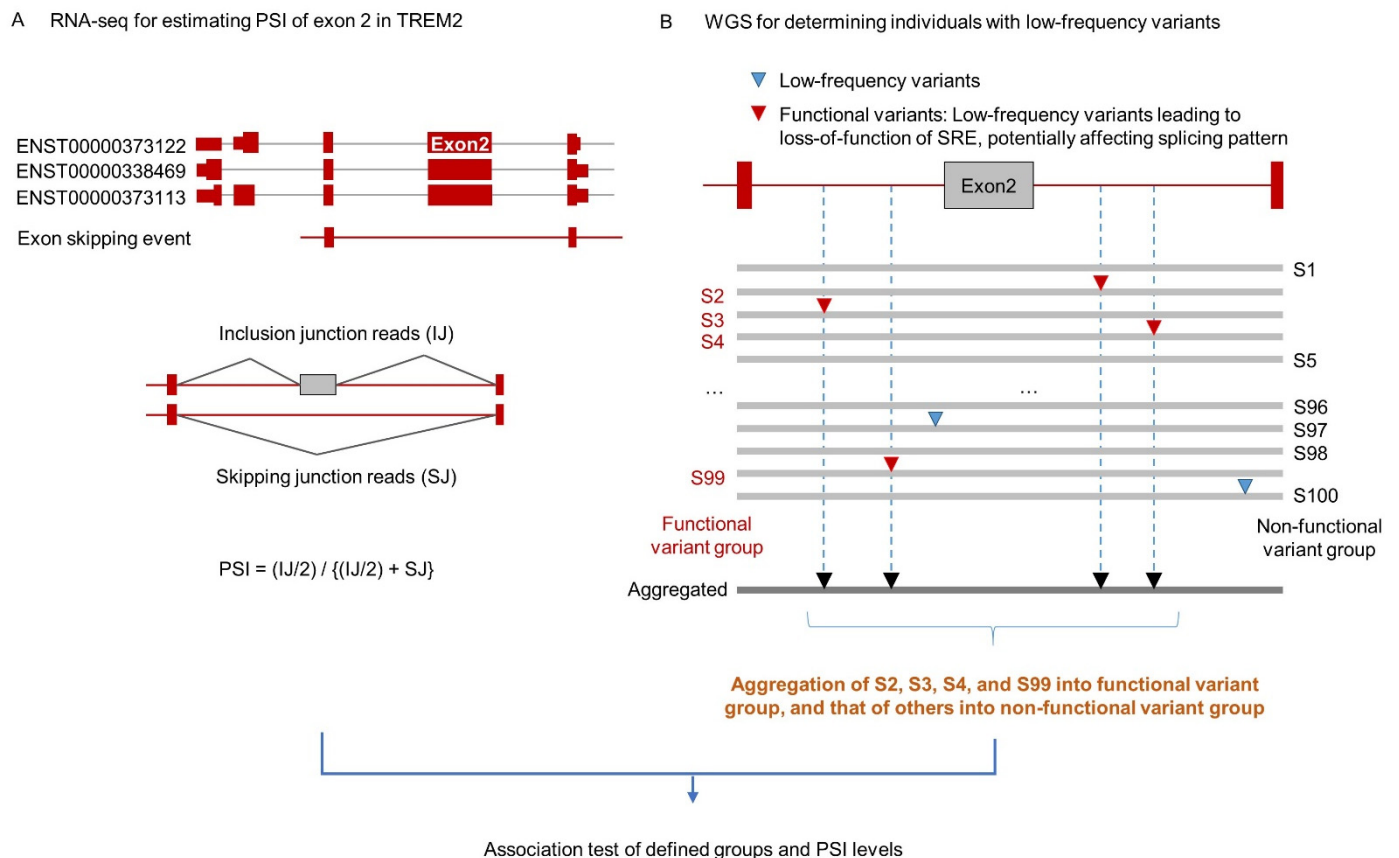 A RNA-seq for estimating PSI of exon 2 in TREM2
ENST00000373122
Exon2
ENST00000338469
ENST00000373113
Exon skipping event
Inclusion junction reads (IJ)
Skipping junction reads (SJ)
PSI = (IJ/2) / {(IJ/2) + SJ}
B WGS for determining individuals with low-frequency variants
Low-frequency variants
Functional variants: Low-frequency variants leading to
loss-of-function of SRE, potentially affecting splicing pattern
Exon2
S1
S2
S3
S4
S5
... ...
S96
S97
S98
S99
S100
Functional
variant group
Non-functional
variant group
Aggregated
Aggregation of S2, S3, S4, and S99 into functional variant
group, and that of others into non-functional variant group
Association test of defined groups and PSI levels